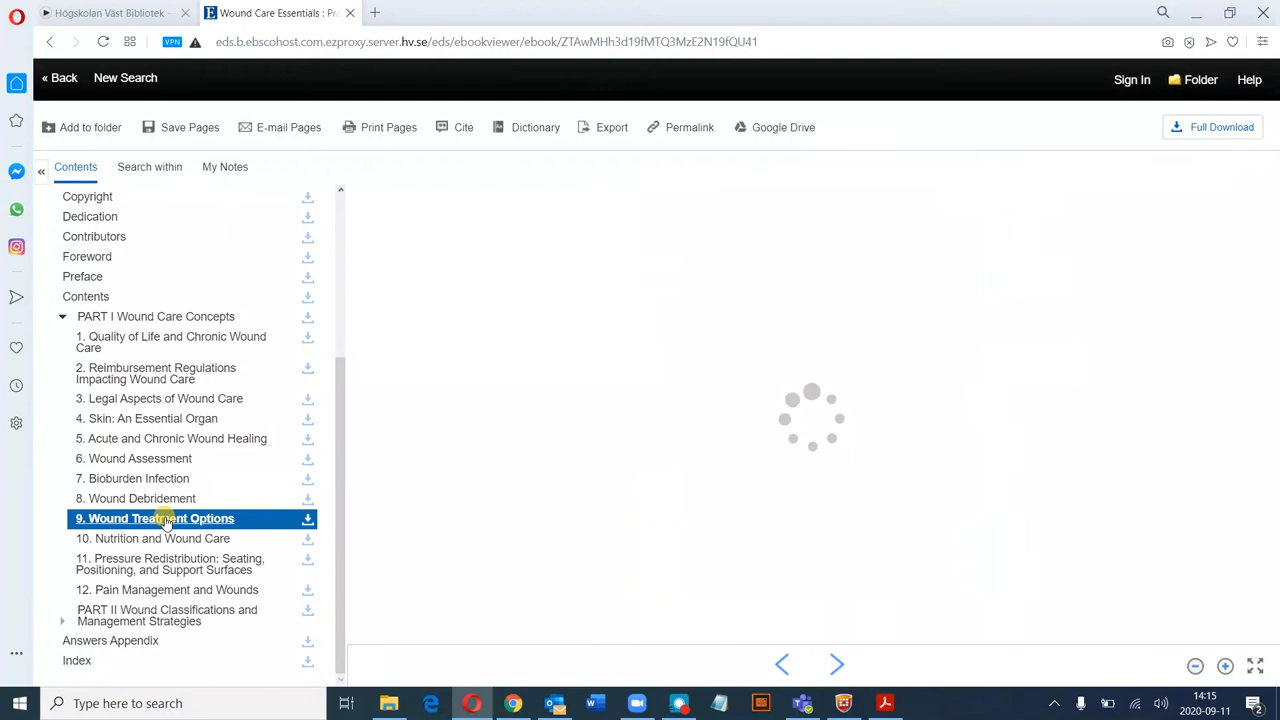 Högskolan Väst Bibliotek -
Wound Care Essentials : Pra
VPN
eds.b.ebscohost.com.ezproxy.server.hv.se/eds/ebookviewer/ebook/ZTAwMHh3d19fMTQ3MzE2N19fQU41
« Back
New Search
Sign In
Folder
Help
Add to folder
Save Pages
E-mail Pages
Print Pages
Cite
Dictionary
Export
Permalink
Google Drive
Full Download
«
Contents
Search within
My Notes
Copyright
Dedication
Contributors
Foreword
Preface
Contents
PART I Wound Care Concepts
1. Quality of Life and Chronic Wound
Care
2. Reimbursement Regulations
Impacting Wound Care
3. Legal Aspects of Wound Care
4. Skin: An Essential Organ
5. Acute and Chronic Wound Healing
6. Wound Assessment
7. Bioburden Infection
8. Wound Debridement
9. Wound Treatment Options
10. Nutrition and Wound Care
11. Pressure Redistribution: Seating,
Positioning, and Support Surfaces
12. Pain Management and Wounds
PART II Wound Classifications and
Management Strategies
Answers Appendix
Index
Type here to search
14:15
2020-09-11
2